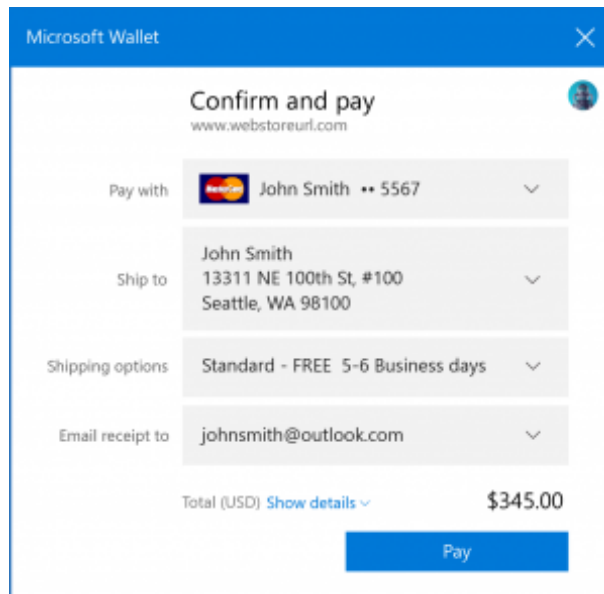 Microsoft Wallet
Confirm and pay
www.webstoreurl.com
Pay with
MasterCard
John Smith •• 5567
Ship to
John Smith
13311 NE 100th St, #100
Seattle, WA 98100
Shipping options
Standard - FREE 5-6 Business days
Email receipt to
johnsmith@outlook.com
Total (USD) Show details
$345.00
Pay